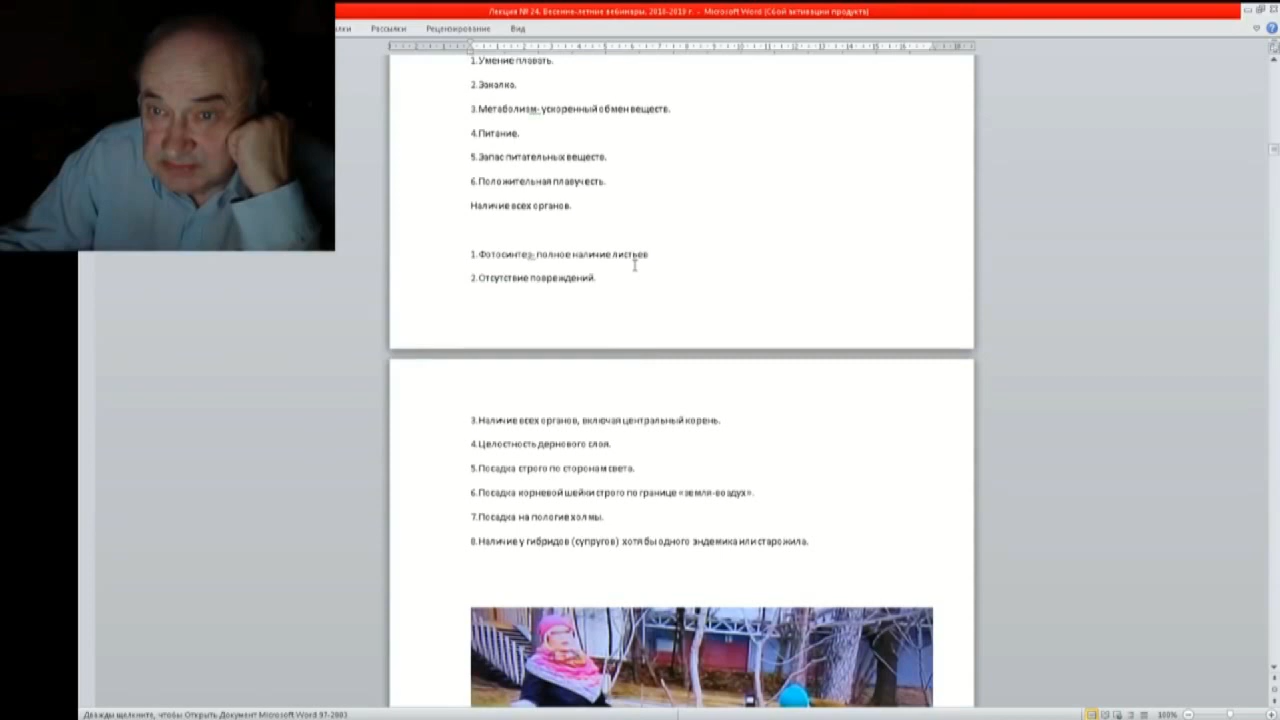 Лекция № 24. Весенне-летние вебинары, 2018-2019 г. - Microsoft Word (Сбой активации продукта)
Рассылки Рецензирование Вид
1.Умение плавать.
2.Закалка.
3.Метаболизм- ускоренный обмен веществ.
4.Питание.
5.Запас питательных веществ.
6.Положительная плавучесть.
Наличие всех органов.
1.Фотосинтез- полное наличие листьев
2.Отсутствие повреждений.
3.Наличие всех органов, включая центральный корень.
4.Целостность дернового слоя.
5.Посадка строго по сторонам света.
6.Посадка корневой шейки строго по границе «земля-воздух».
7.Посадка на пологие холмы.
8.Наличие у гибридов (супругов) хотя бы одного эндемика или старожила.
Дважды щелкните, чтобы Открыть Документ Microsoft Word 97-2003
100%